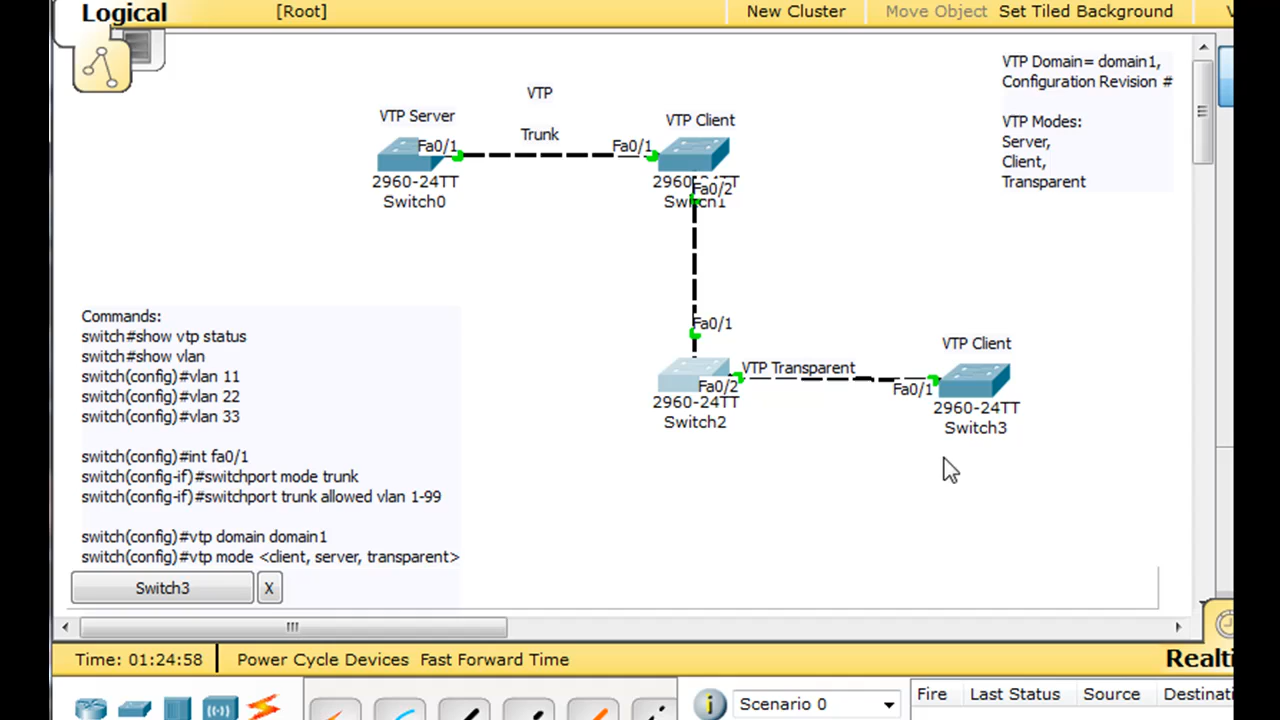 Logical
[Root]
New Cluster
Move Object
Set Tiled Background
VTP Domain= domain1,
Configuration Revision #
VTP Modes:
Server,
Client,
Transparent
VTP
VTP Server
VTP Client
Trunk
Fa0/1
Fa0/1
2960-24TT
Switch0
2960-24TT
Fa0/2
Switch1
Fa0/1
VTP Client
VTP Transparent
Fa0/2
Fa0/1
2960-24TT
Switch2
2960-24TT
Switch3
Commands:
switch#show vtp status
switch#show vlan
switch(config)#vlan 11
switch(config)#vlan 22
switch(config)#vlan 33
switch(config)#int fa0/1
switch(config-if)#switchport mode trunk
switch(config-if)#switchport trunk allowed vlan 1-99
switch(config)#vtp domain domain1
switch(config)#vtp mode <client, server, transparent>
Switch3
X
Time: 01:24:58
Power Cycle Devices
Fast Forward Time
Realti
Scenario 0
Fire
Last Status
Source
Destinati